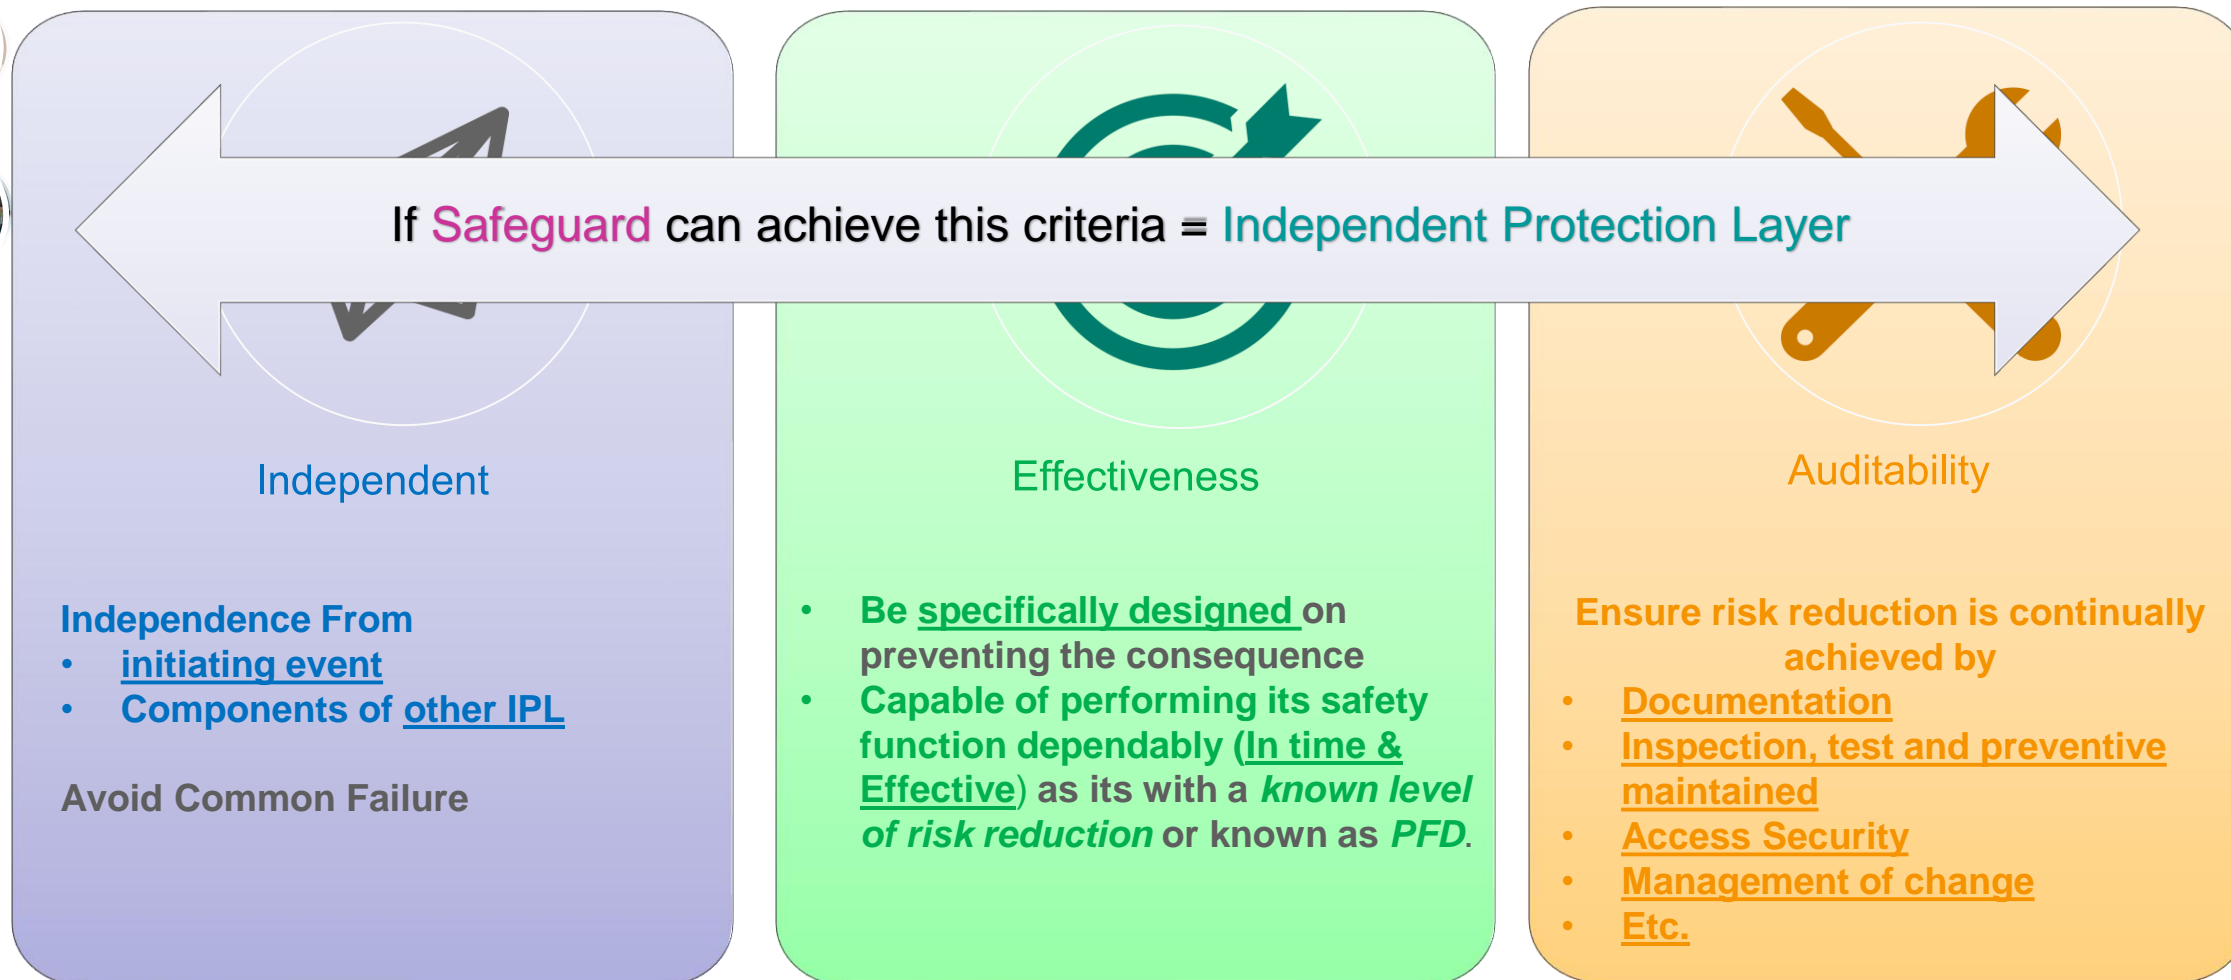 If Safeguard can achieve this criteria = Independent Protection Layer
Independent
Independence From
• initiating event
• Components of other IPL
Avoid Common Failure
Effectiveness
• Be specifically designed on
preventing the consequence
• Capable of performing its safety
function dependably (In time &
Effective) as its with a known level
of risk reduction or known as PFD.
Auditability
Ensure risk reduction is continually
achieved by
• Documentation
• Inspection, test and preventive
maintained
• Access Security
• Management of change
• Etc.